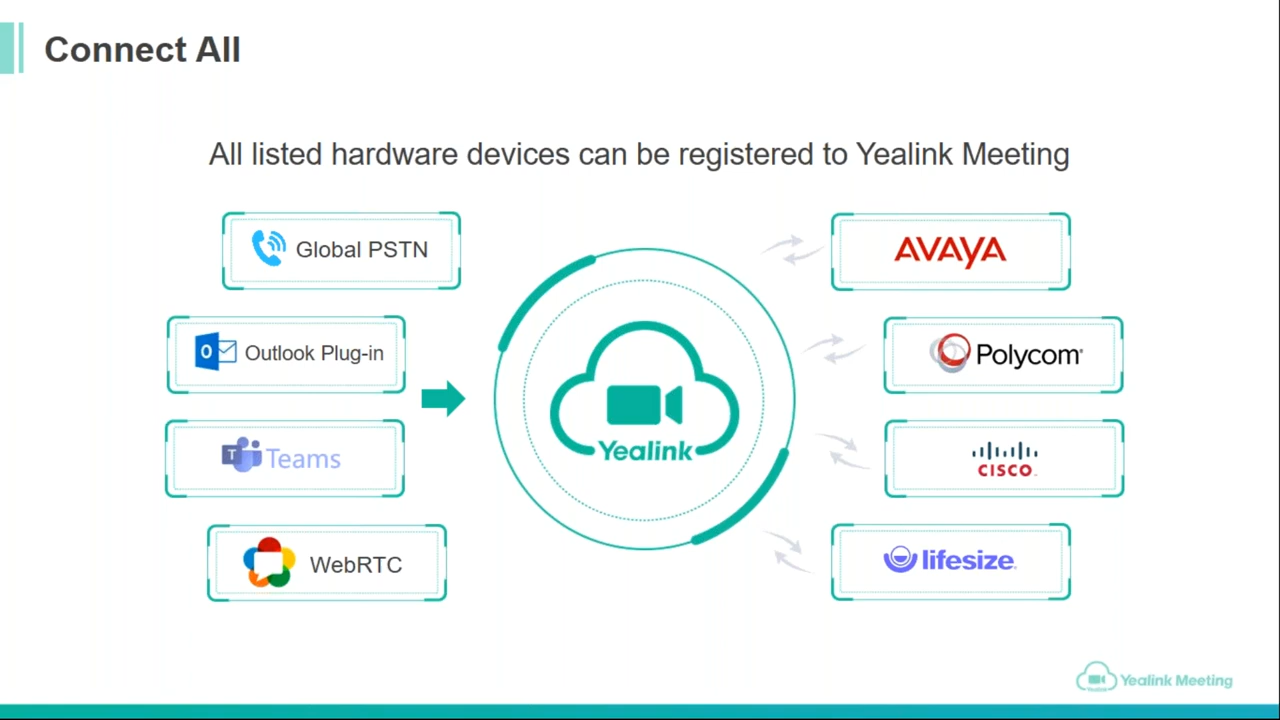 Connect All
All listed hardware devices can be registered to Yealink Meeting
Global PSTN
Outlook Plug-in
Teams
WebRTC
Yealink
AVAYA
Polycom
CISCO
lifesize
Yealink Meeting